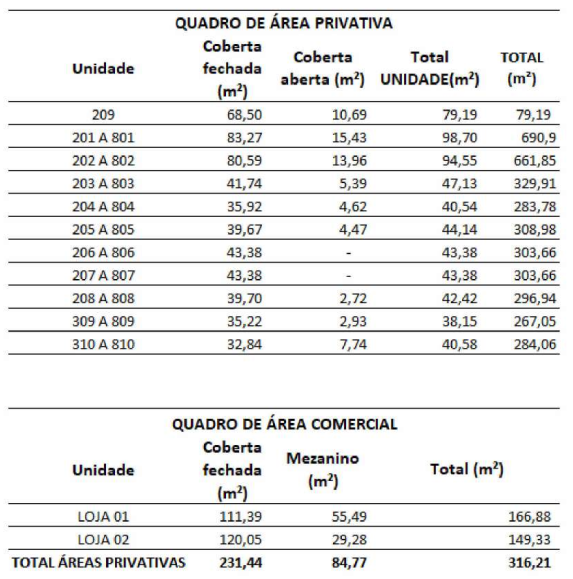 QUADRO DE ÁREA PRIVATIVA
Unidade Coberta fechada (m²) Coberta aberta (m²) Total UNIDADE(m²) TOTAL (m²)
209 68,50 10,69 79,19 79,19
201 A 801 83,27 15,43 98,70 690,9
202 A 802 80,59 13,96 94,55 661,85
203 A 803 41,74 5,39 47,13 329,91
204 A 804 35,92 4,62 40,54 283,78
205 A 805 39,67 4,47 44,14 308,98
206 A 806 43,38 - 43,38 303,66
207 A 807 43,38 - 43,38 303,66
208 A 808 39,70 2,72 42,42 296,94
309 A 809 35,22 2,93 38,15 267,05
310 A 810 32,84 7,74 40,58 284,06
QUADRO DE ÁREA COMERCIAL
Unidade Coberta fechada (m²) Mezanino (m²) Total (m²)
LOJA 01 111,39 55,49 166,88
LOJA 02 120,05 29,28 149,33
TOTAL ÁREAS PRIVATIVAS 231,44 84,77 316,21